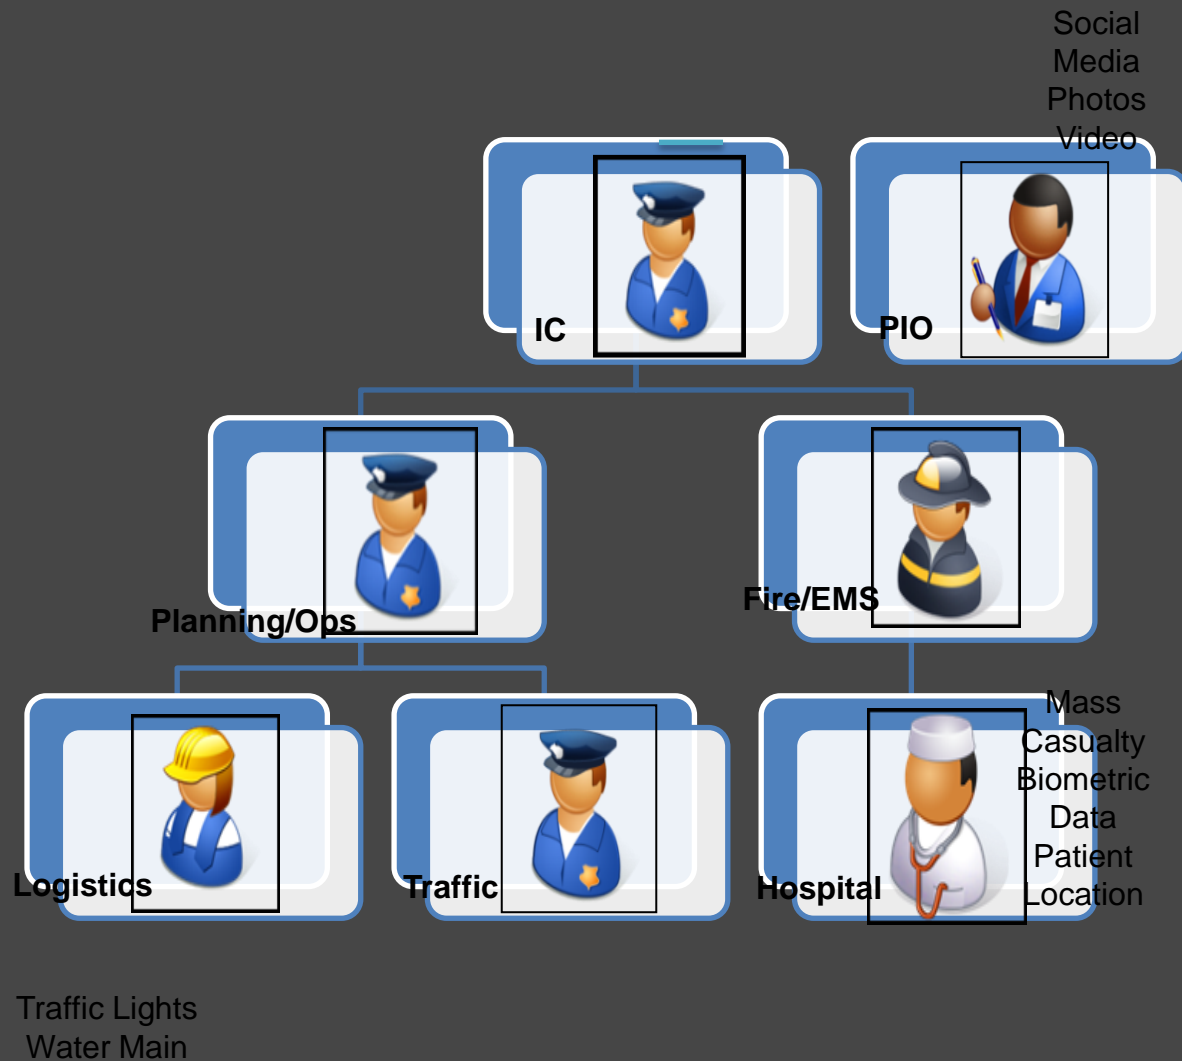 Social
Media
Photos
Video
IC
PIO
Planning/Ops
Fire/EMS
Logistics
Traffic
Hospital
Mass
Casualty
Biometric
Data
Patient
Location
Traffic Lights
Water Main